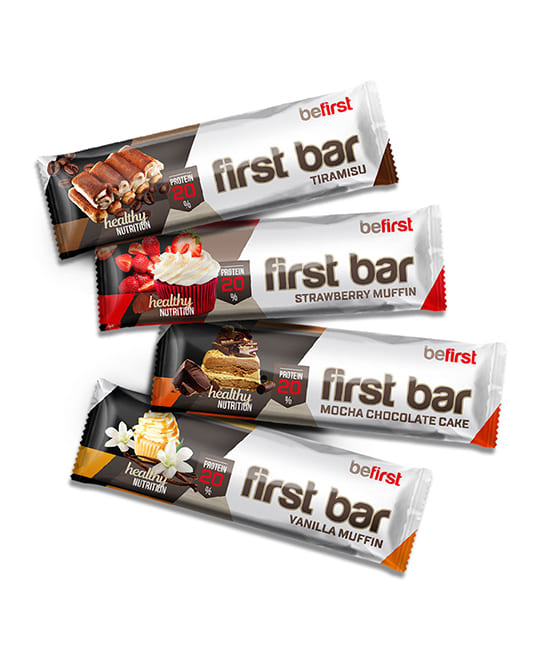 befirst
first bar
TIRAMISU
PROTEIN
20
%
healthy
NUTRITION
befirst
first bar
STRAWBERRY MUFFIN
PROTEIN
20
%
healthy
NUTRITION
befirst
first bar
MOCHA CHOCOLATE CAKE
PROTEIN
20
%
healthy
NUTRITION
befirst
first bar
VANILLA MUFFIN
PROTEIN
20
%
healthy
NUTRITION